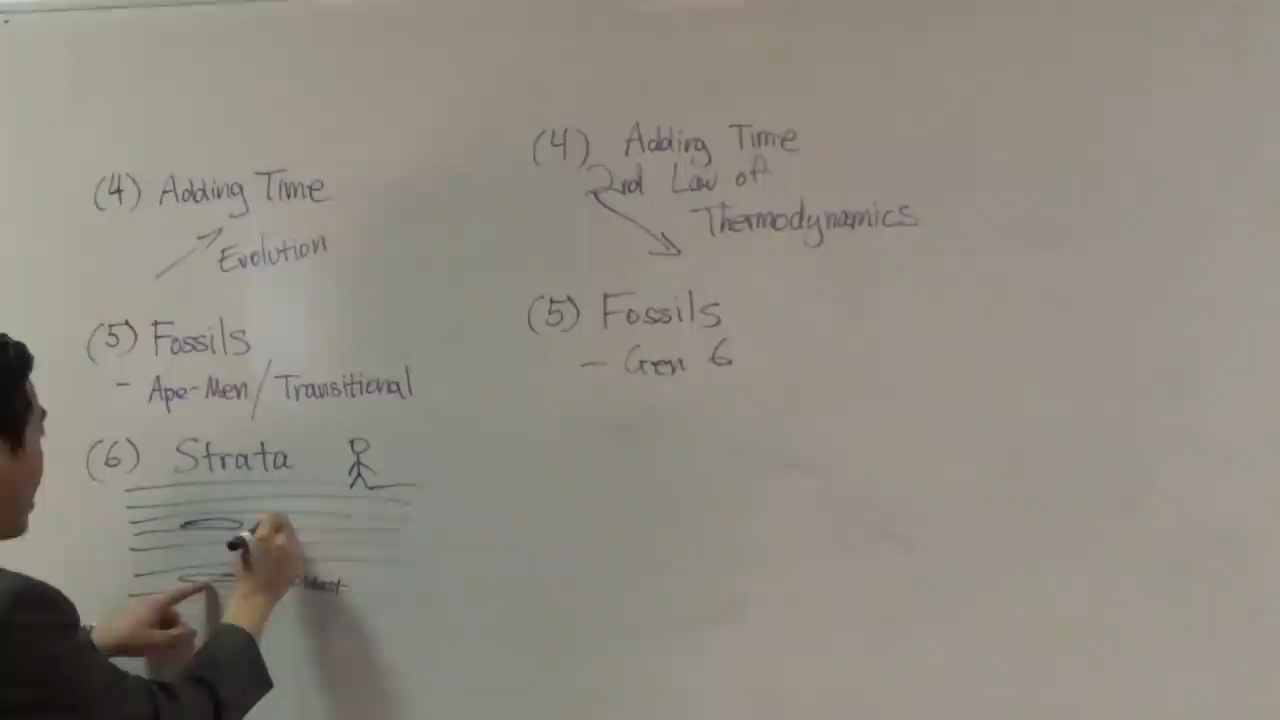 (4) Adding Time
Evolution
(5) Fossils
- Ape-Men / Transitional
(6) Strata
(4) Adding Time
2nd Law of
Thermodynamics
(5) Fossils
- Gen 6